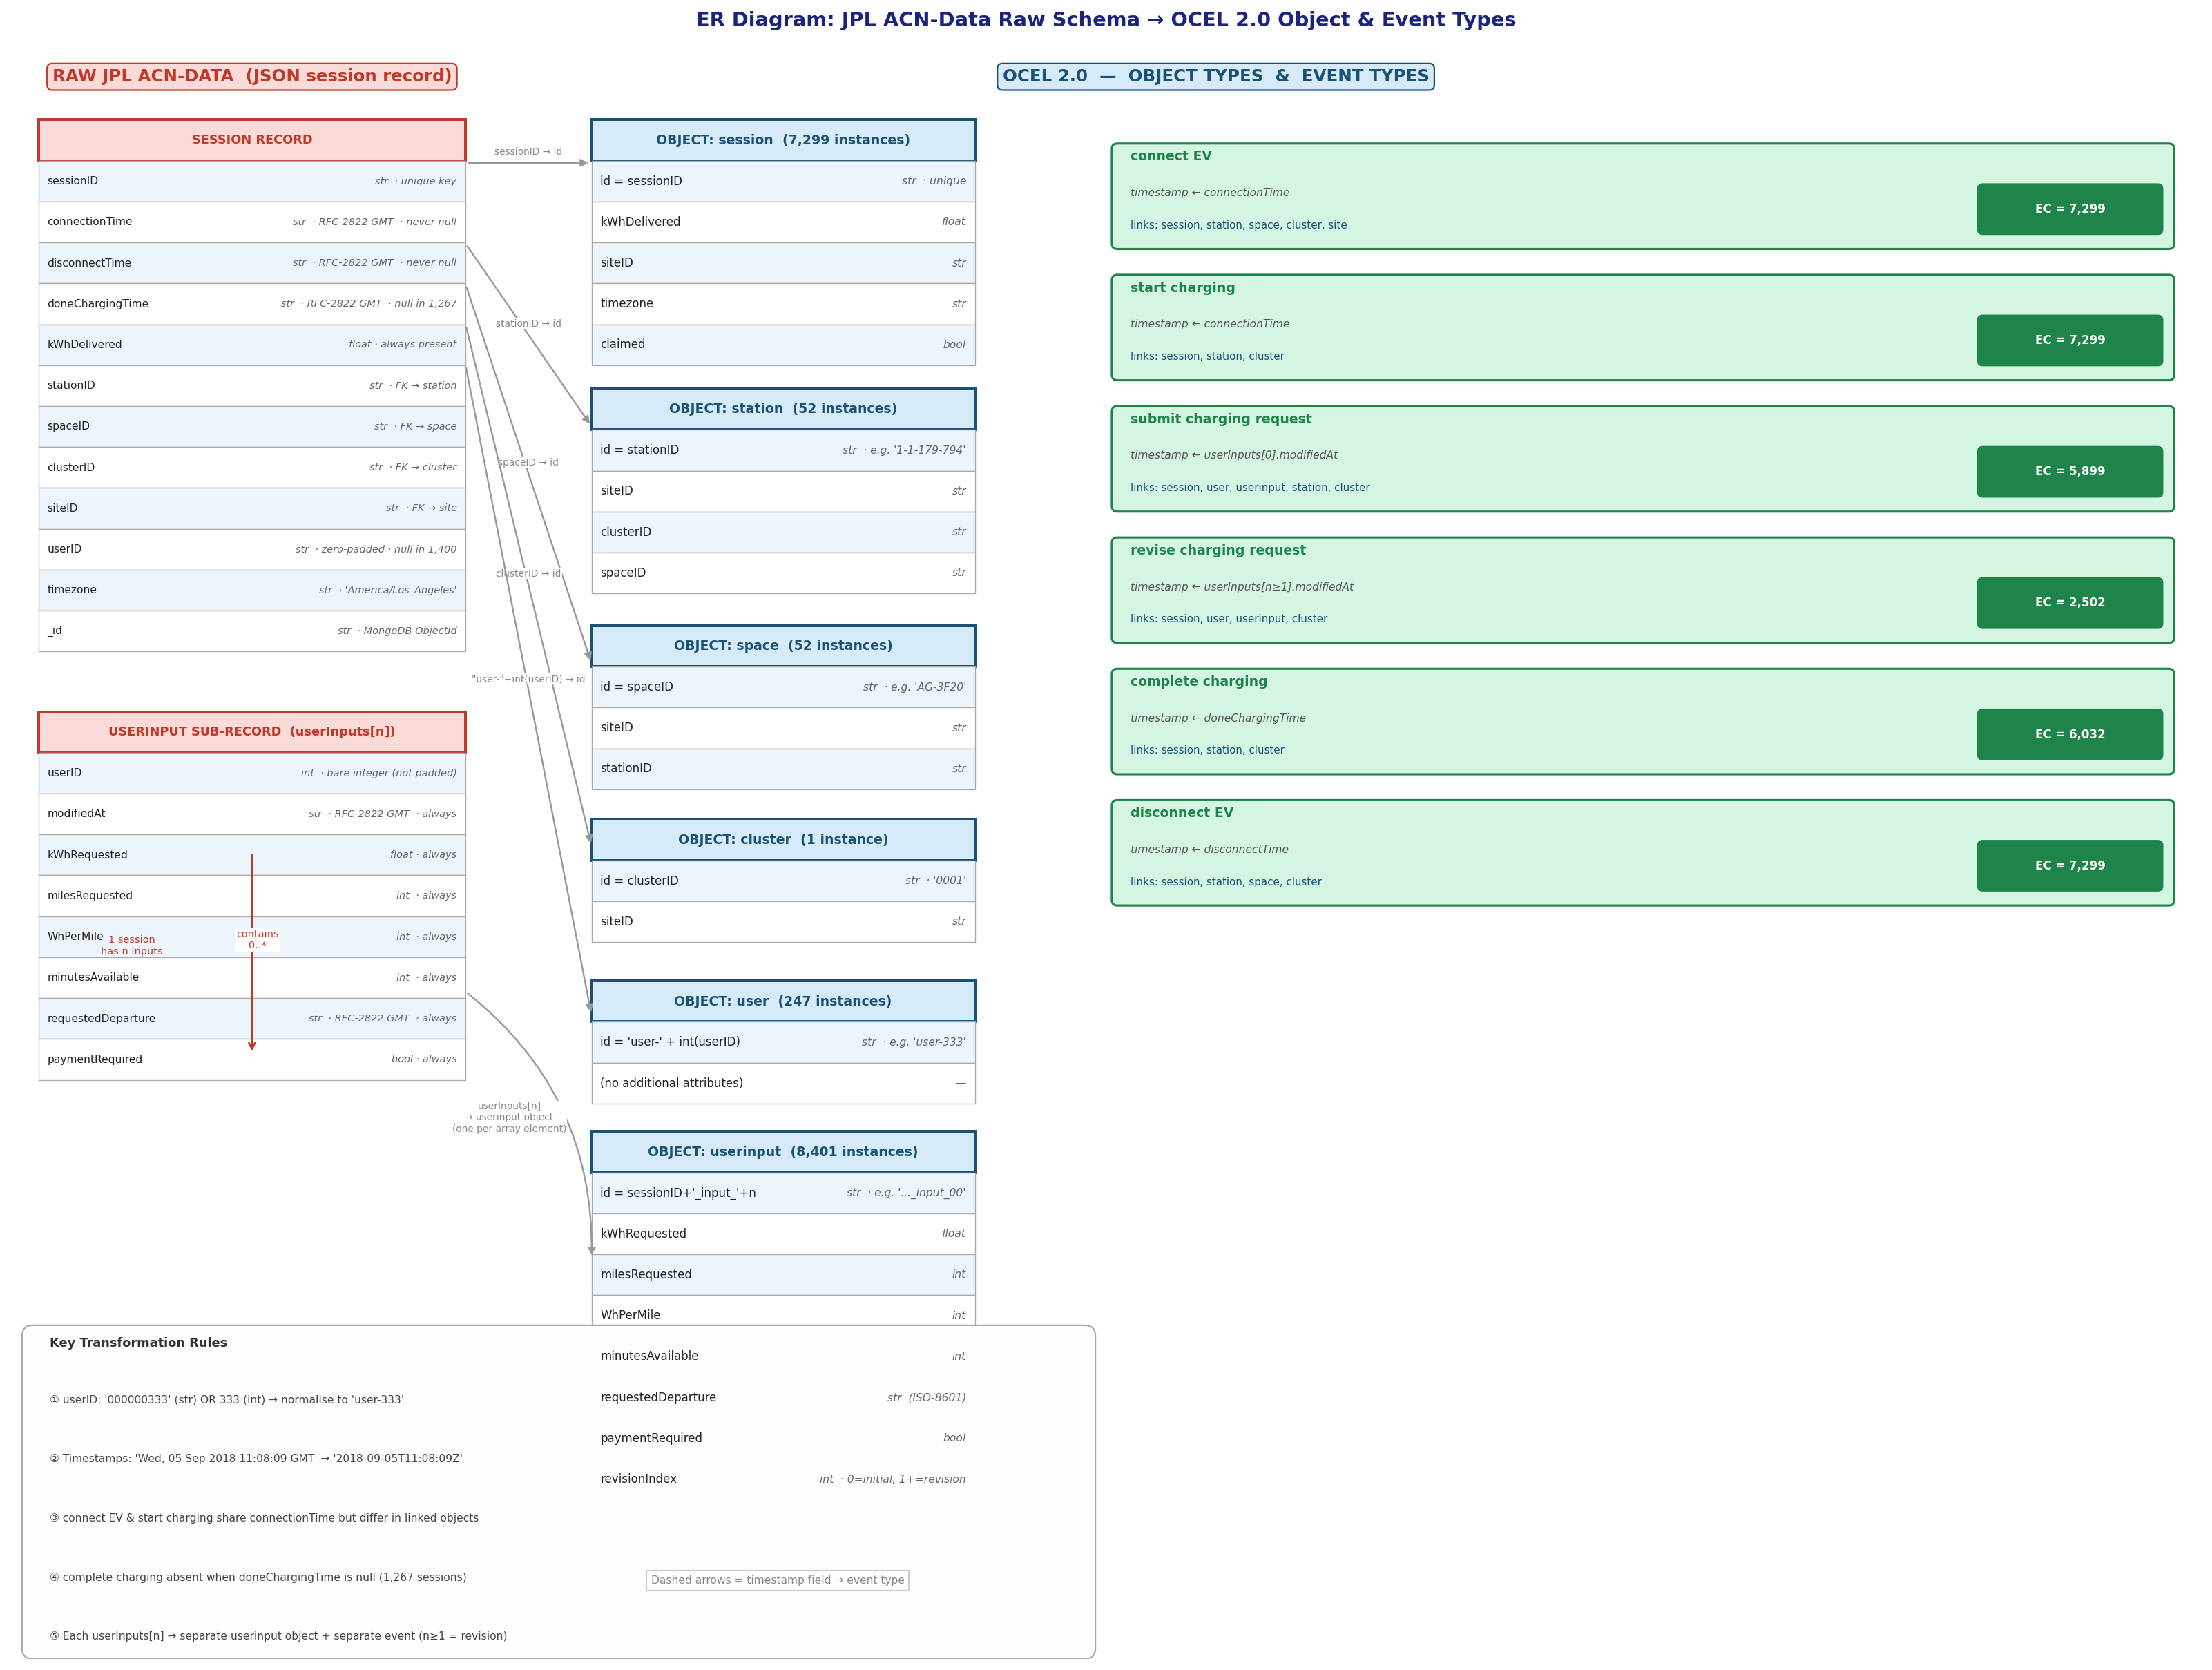 ER Diagram: JPL ACN-Data Raw Schema → OCEL 2.0 Object & Event Types
RAW JPL ACN-DATA (JSON session record)
OCEL 2.0 — OBJECT TYPES & EVENT TYPES
SESSION RECORD
sessionID str · unique key
connectionTime str · RFC-2822 GMT · never null
disconnectTime str · RFC-2822 GMT · never null
doneChargingTime str · RFC-2822 GMT · null in 1,267
kWhDelivered float · always present
stationID str · FK → station
spaceID str · FK → space
clusterID str · FK → cluster
siteID str · FK → site
userID str · zero-padded · null in 1,400
timezone str · 'America/Los_Angeles'
_id str · MongoDB ObjectId
USERINPUT SUB-RECORD (userInputs[n])
userID int · bare integer (not padded)
modifiedAt str · RFC-2822 GMT · always
kWhRequested float · always
milesRequested int · always
WhPerMile int · always
1 session
has n inputs
contains
0..*
minutesAvailable int · always
requestedDeparture str · RFC-2822 GMT · always
paymentRequired bool · always
sessionID → id
stationID → id
spaceID → id
clusterID → id
"user-"+int(userID) → id
userInputs[n]
→ userinput object
(one per array element)
OBJECT: session (7,299 instances)
id = sessionID str · unique
kWhDelivered float
siteID str
timezone str
claimed bool
OBJECT: station (52 instances)
id = stationID str · e.g. '1-1-179-794'
siteID str
clusterID str
spaceID str
OBJECT: space (52 instances)
id = spaceID str · e.g. 'AG-3F20'
siteID str
stationID str
OBJECT: cluster (1 instance)
id = clusterID str · '0001'
siteID str
OBJECT: user (247 instances)
id = 'user-' + int(userID) str · e.g. 'user-333'
(no additional attributes) —
OBJECT: userinput (8,401 instances)
id = sessionID+'_input_'+n str · e.g. '..._input_00'
kWhRequested float
milesRequested int
WhPerMile int
minutesAvailable int
requestedDeparture str (ISO-8601)
paymentRequired bool
revisionIndex int · 0=initial, 1+=revision
connect EV
timestamp ← connectionTime
links: session, station, space, cluster, site
EC = 7,299
start charging
timestamp ← connectionTime
links: session, station, cluster
EC = 7,299
submit charging request
timestamp ← userInputs[0].modifiedAt
links: session, user, userinput, station, cluster
EC = 5,899
revise charging request
timestamp ← userInputs[n≥1].modifiedAt
links: session, user, userinput, cluster
EC = 2,502
complete charging
timestamp ← doneChargingTime
links: session, station, cluster
EC = 6,032
disconnect EV
timestamp ← disconnectTime
links: session, station, space, cluster
EC = 7,299
Key Transformation Rules
① userID: '000000333' (str) OR 333 (int) → normalise to 'user-333'
② Timestamps: 'Wed, 05 Sep 2018 11:08:09 GMT' → '2018-09-05T11:08:09Z'
③ connect EV & start charging share connectionTime but differ in linked objects
④ complete charging absent when doneChargingTime is null (1,267 sessions)
⑤ Each userInputs[n] → separate userinput object + separate event (n≥1 = revision)
Dashed arrows = timestamp field → event type